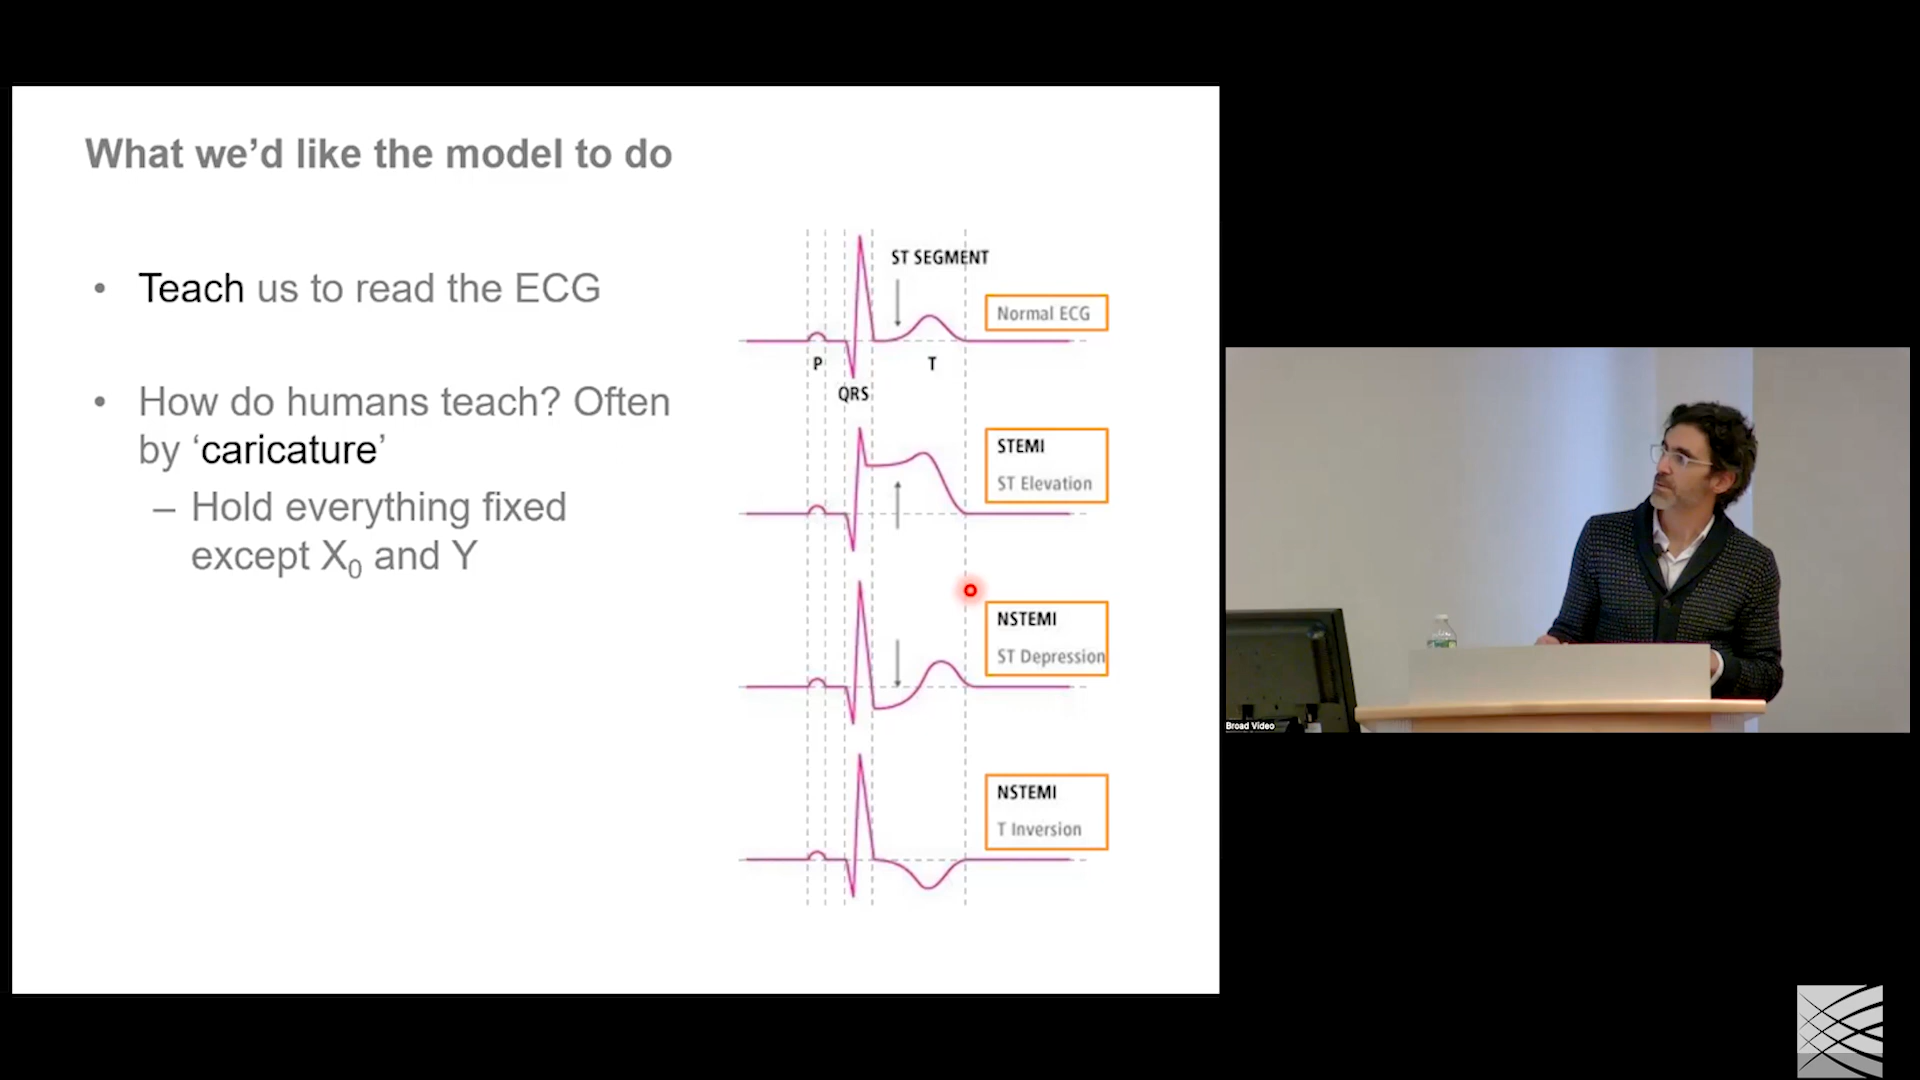 What we'd like the model to do
• Teach us to read the ECG
• How do humans teach? Often
by ‘caricature’
– Hold everything fixed
except X₀ and Y
ST SEGMENT
Normal ECG
P
T
QRS
STEMI
ST Elevation
NSTEMI
ST Depression
NSTEMI
T Inversion
Broad Video